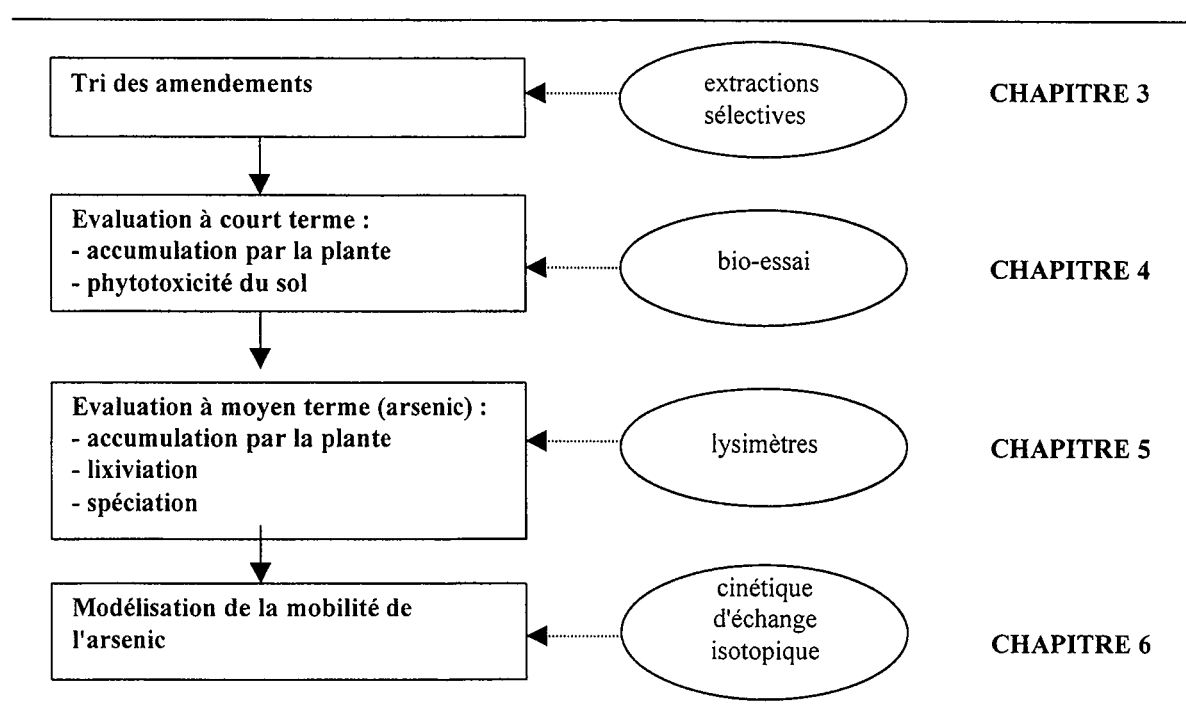 Tri des amendements
extractions
sélectives
CHAPITRE 3
Evaluation à court terme :
- accumulation par la plante
- phytotoxicité du sol
bio-essai
CHAPITRE 4
Evaluation à moyen terme (arsenic) :
- accumulation par la plante
- lixiviation
- spéciation
lysimètres
CHAPITRE 5
Modélisation de la mobilité de
l'arsenic
cinétique
d'échange
isotopique
CHAPITRE 6